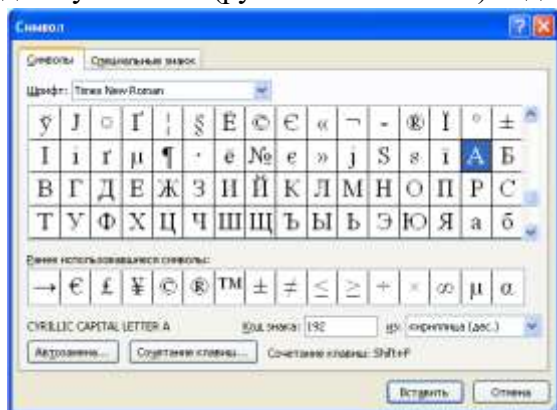 Символ
Символы Специальные знаки
Шрифт: Times New Roman
ў Ј ¤ Ґ ¦ § Ё © Є « ¬ - ® Ї ° ±
І і ґ µ ¶ · ё № є » ј Ѕ ѕ ї А Б
В Г Д Е Ж З И Й К Л М Н О П Р С
Т У Ф Х Ц Ч Ш Щ Ъ Ы Ь Э Ю Я а б
Ранее использовавшиеся символы:
→ € £ ¥ © ® ™ ± ≠ ≤ ≥ ÷ × ∞ µ α
CYRILLIC CAPITAL LETTER A Код знака: 192 из: кириллица (дес.)
Автозамена... Сочетание клавиш... Сочетание клавиш: Shift+F
Вставить Отмена